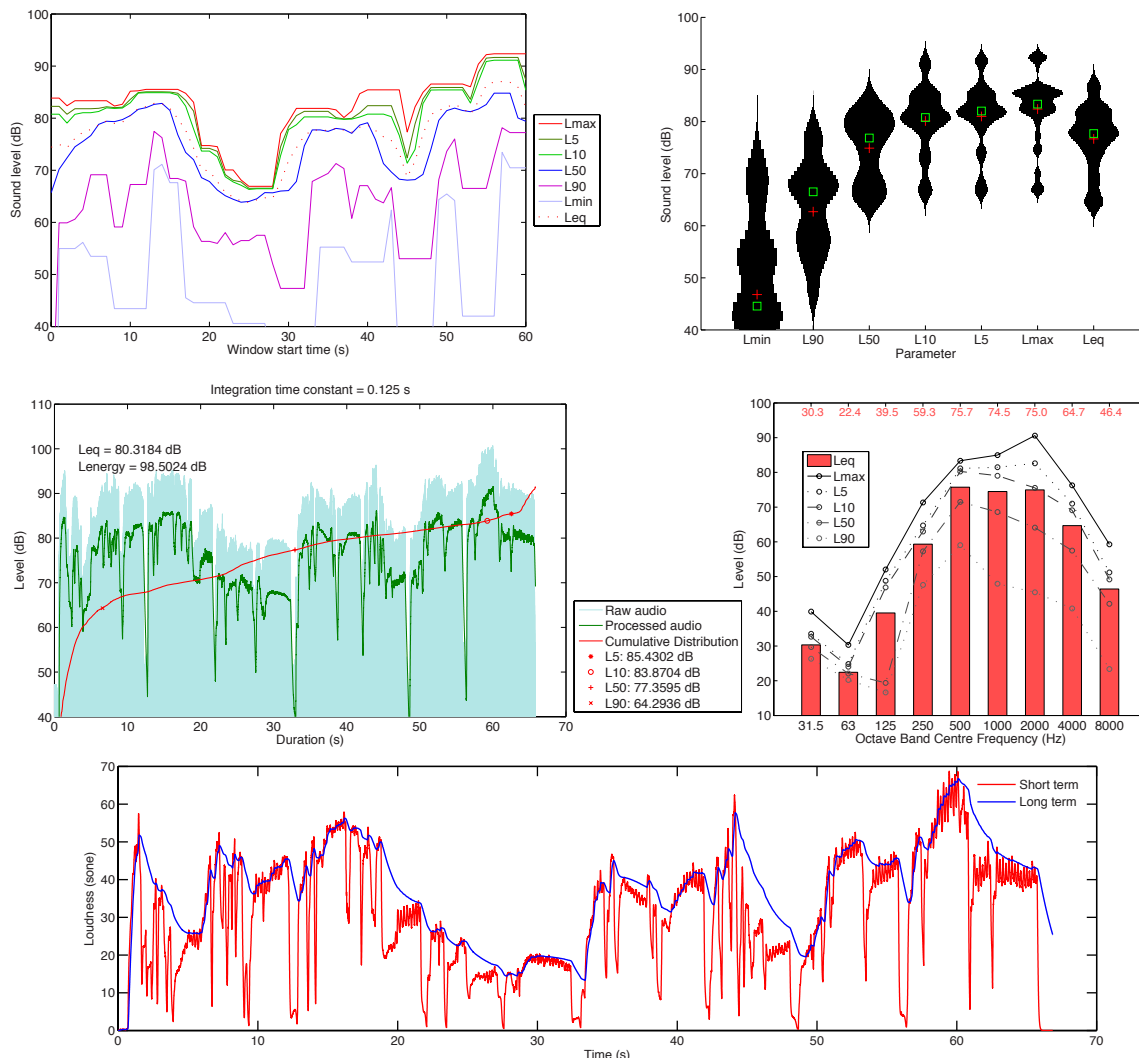 100
90
80
70
60
50
40
Sound level (dB)
0
10
20
30
40
50
60
Window start time (s)
Lmax
L5
L10
L50
L90
Lmin
Leq
100
90
80
70
60
50
40
Sound level (dB)
Lmin
L90
L50
L10
L5
Lmax
Leq
Parameter
Integration time constant = 0.125 s
110
100
90
80
70
60
50
40
Level (dB)
Leq = 80.3184 dB
Lenergy = 98.5024 dB
0
10
20
30
40
50
60
70
Duration (s)
Raw audio
Processed audio
Cumulative Distribution
L5: 85.4302 dB
L10: 83.8704 dB
L50: 77.3595 dB
L90: 64.2936 dB
30.3 22.4 39.5 59.3 75.7 74.5 75.0 64.7 46.4
100
90
80
70
60
50
40
30
20
10
Level (dB)
Leq
Lmax
L5
L10
L50
L90
31.5 63 125 250 500 1000 2000 4000 8000
Octave Band Centre Frequency (Hz)
70
60
50
40
30
20
10
0
Loudness (sone)
Short term
Long term
0
10
20
30
40
50
60
70
Time (s)